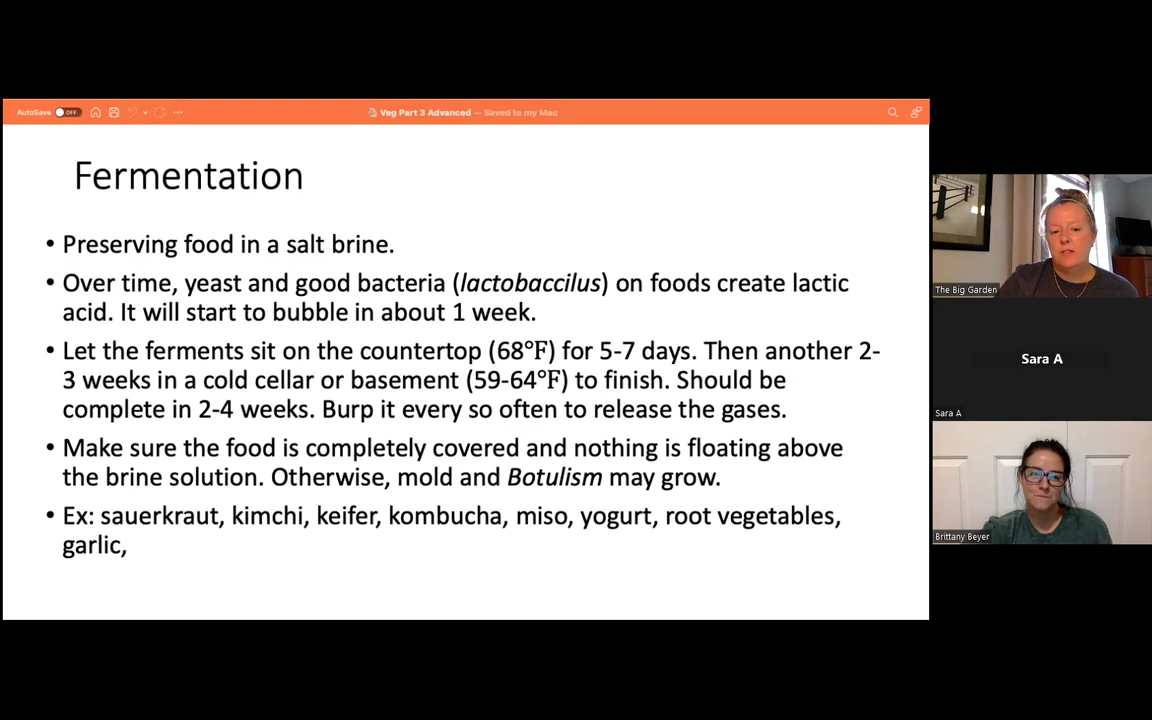 AutoSave OFF
Veg Part 3 Advanced — Saved to my Mac
Fermentation
• Preserving food in a salt brine.
• Over time, yeast and good bacteria (lactobaccilus) on foods create lactic
acid. It will start to bubble in about 1 week.
• Let the ferments sit on the countertop (68°F) for 5-7 days. Then another 2-
3 weeks in a cold cellar or basement (59-64°F) to finish. Should be
complete in 2-4 weeks. Burp it every so often to release the gases.
• Make sure the food is completely covered and nothing is floating above
the brine solution. Otherwise, mold and Botulism may grow.
• Ex: sauerkraut, kimchi, keifer, kombucha, miso, yogurt, root vegetables,
garlic,
The Big Garden
Sara A
Sara A
Brittany Beyer